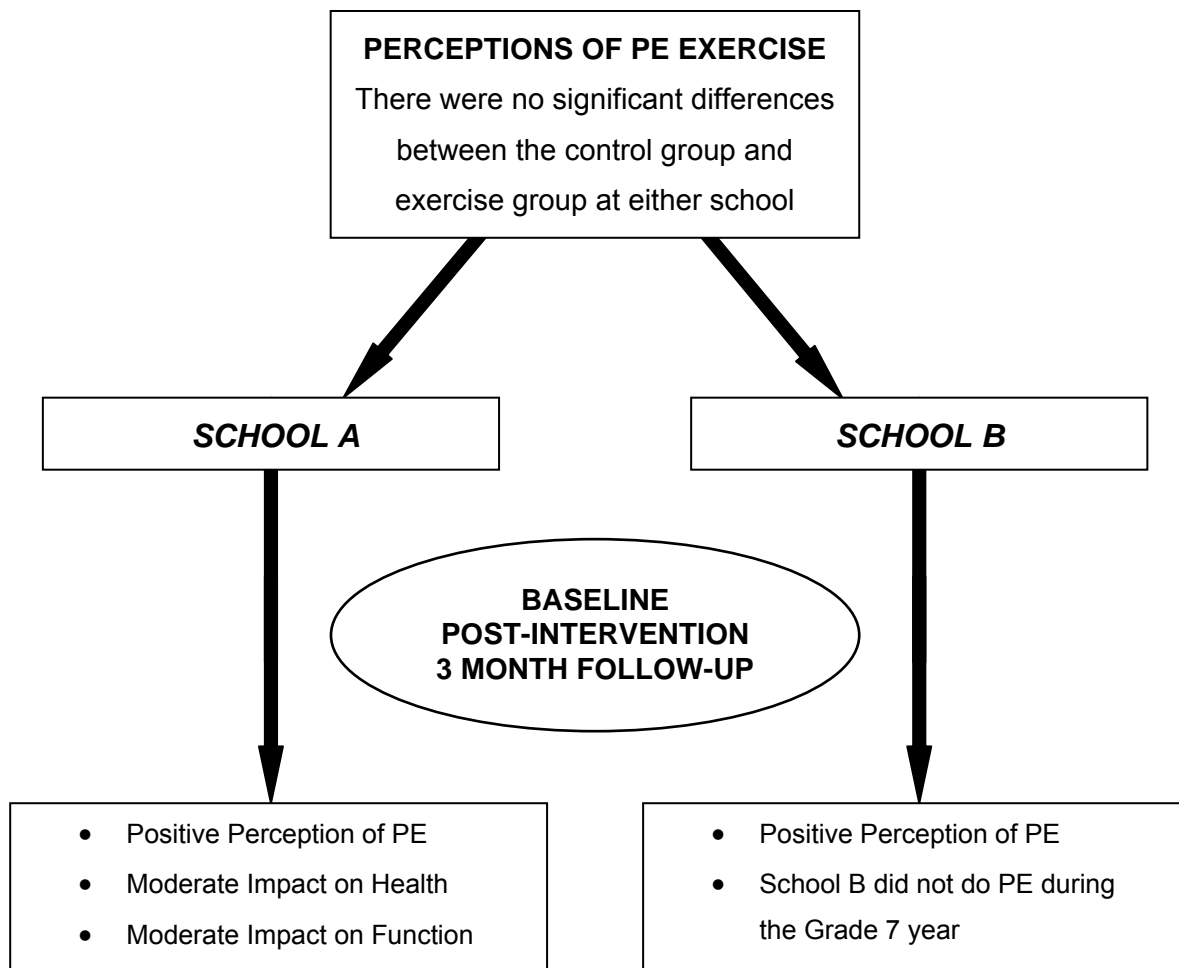 PERCEPTIONS OF PE EXERCISE
There were no significant differences
between the control group and
exercise group at either school
SCHOOL A
SCHOOL B
BASELINE
POST-INTERVENTION
3 MONTH FOLLOW-UP
• Positive Perception of PE
• Moderate Impact on Health
• Moderate Impact on Function
• Positive Perception of PE
• School B did not do PE during
the Grade 7 year